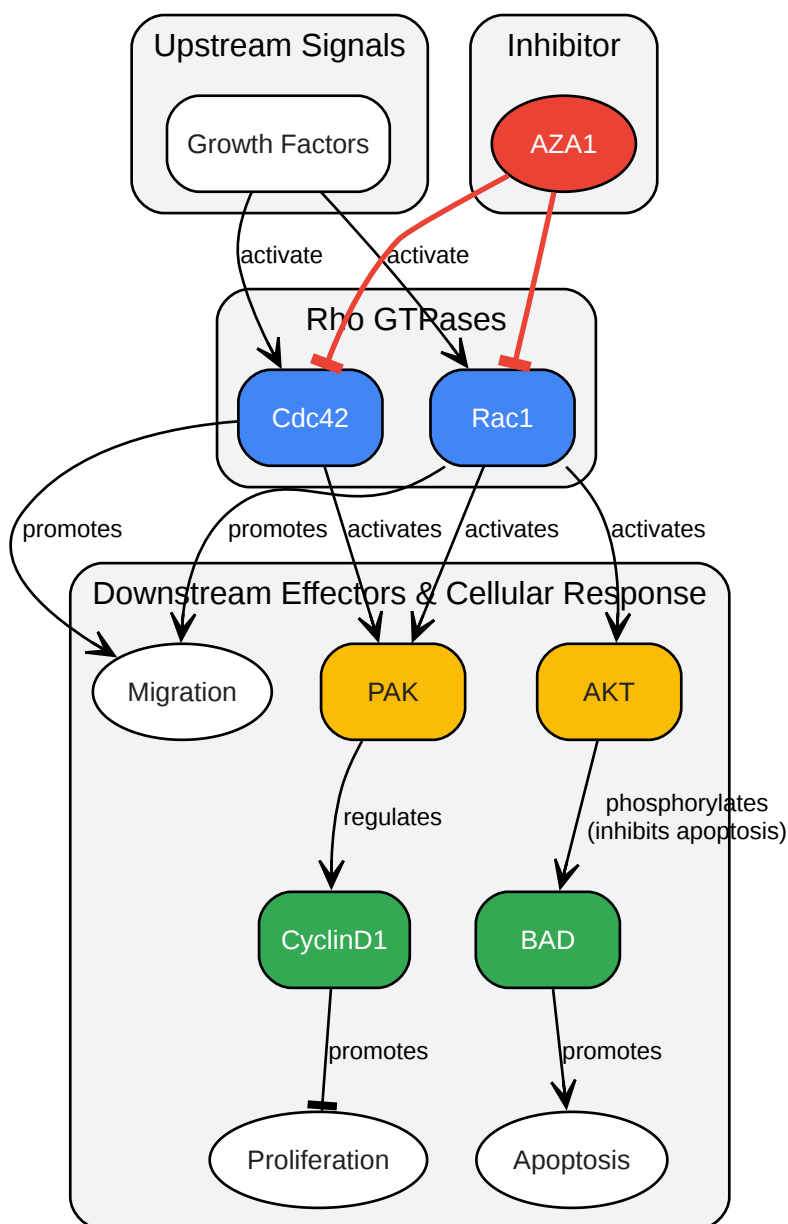 Upstream Signals
Inhibitor
Growth Factors
AZA1
activate
activate
Rho GTPases
Cdc42
Rac1
promotes
promotes
activates
activates
activates
Downstream Effectors & Cellular Response
Migration
PAK
AKT
regulates
phosphorylates
(inhibits apoptosis)
CyclinD1
BAD
promotes
promotes
Proliferation
Apoptosis